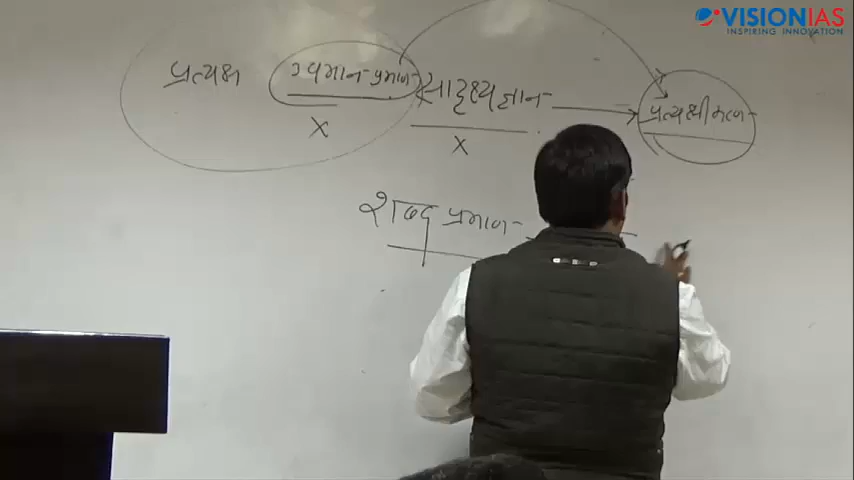 VISIONIAS
INSPIRING INNOVATION
प्रत्यक्ष उपमान-प्रमाण- सादृश्य ज्ञान- प्रत्यक्षीकरण-
x x
शब्द प्रमाण-